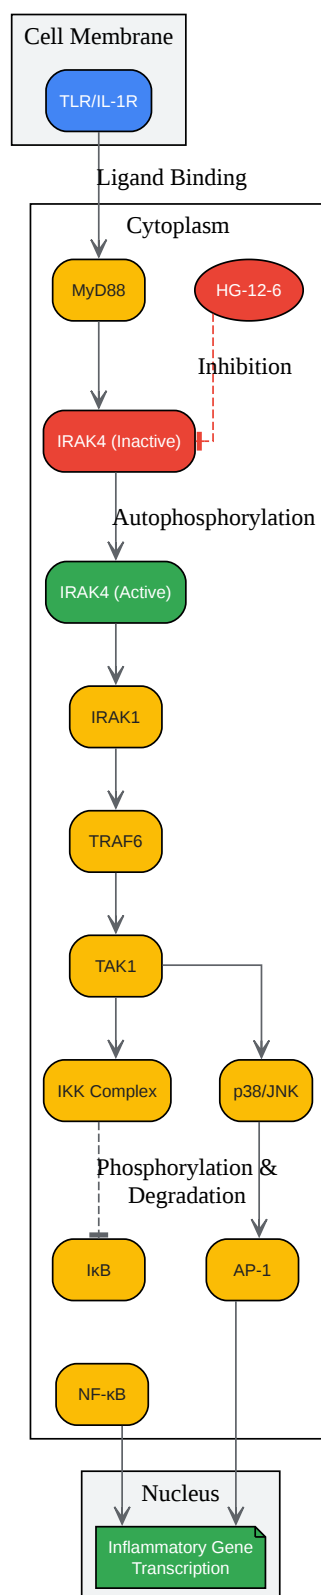 Cell Membrane
TLR/IL-1R
Ligand Binding
Cytoplasm
MyD88
HG-12-6
Inhibition
IRAK4 (Inactive)
Autophosphorylation
IRAK4 (Active)
IRAK1
TRAF6
TAK1
IKK Complex
p38/JNK
Phosphorylation &
Degradation
IκB
AP-1
NF-κB
Nucleus
Inflammatory Gene
Transcription